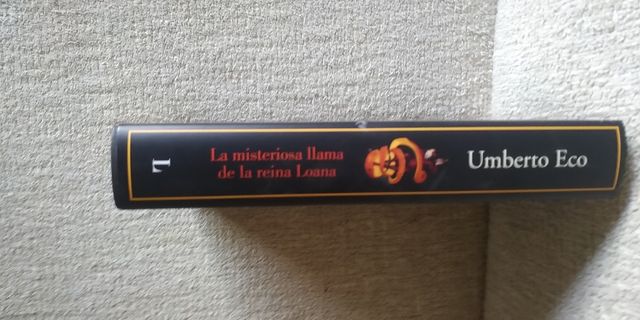 L
La misteriosa llama
de la reina Loana
Umberto Eco